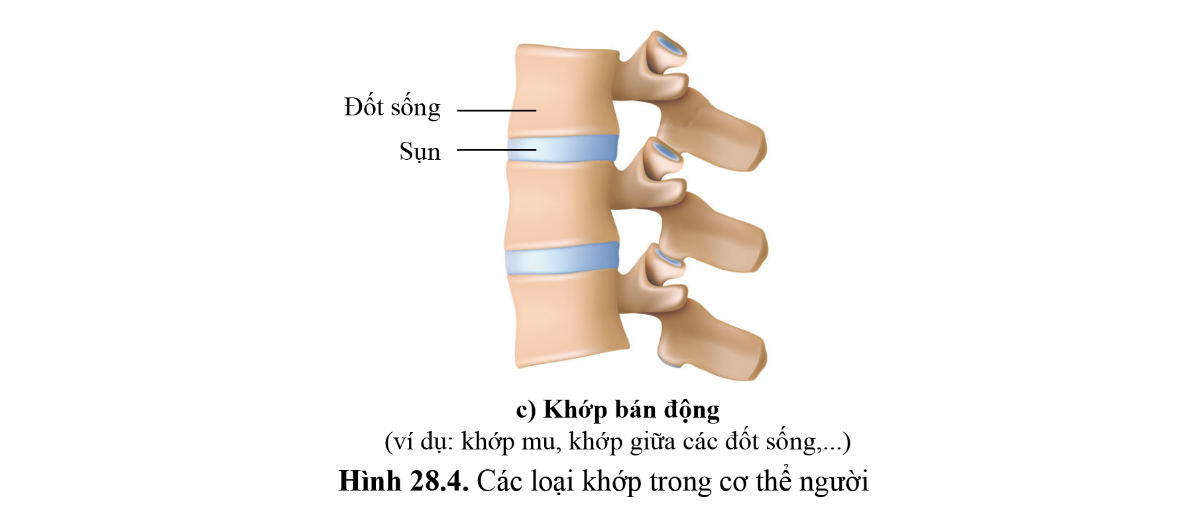 Đốt sống
Sụn
c) Khớp bán động
(ví dụ: khớp mu, khớp giữa các đốt sống,...)
Hình 28.4. Các loại khớp trong cơ thể người